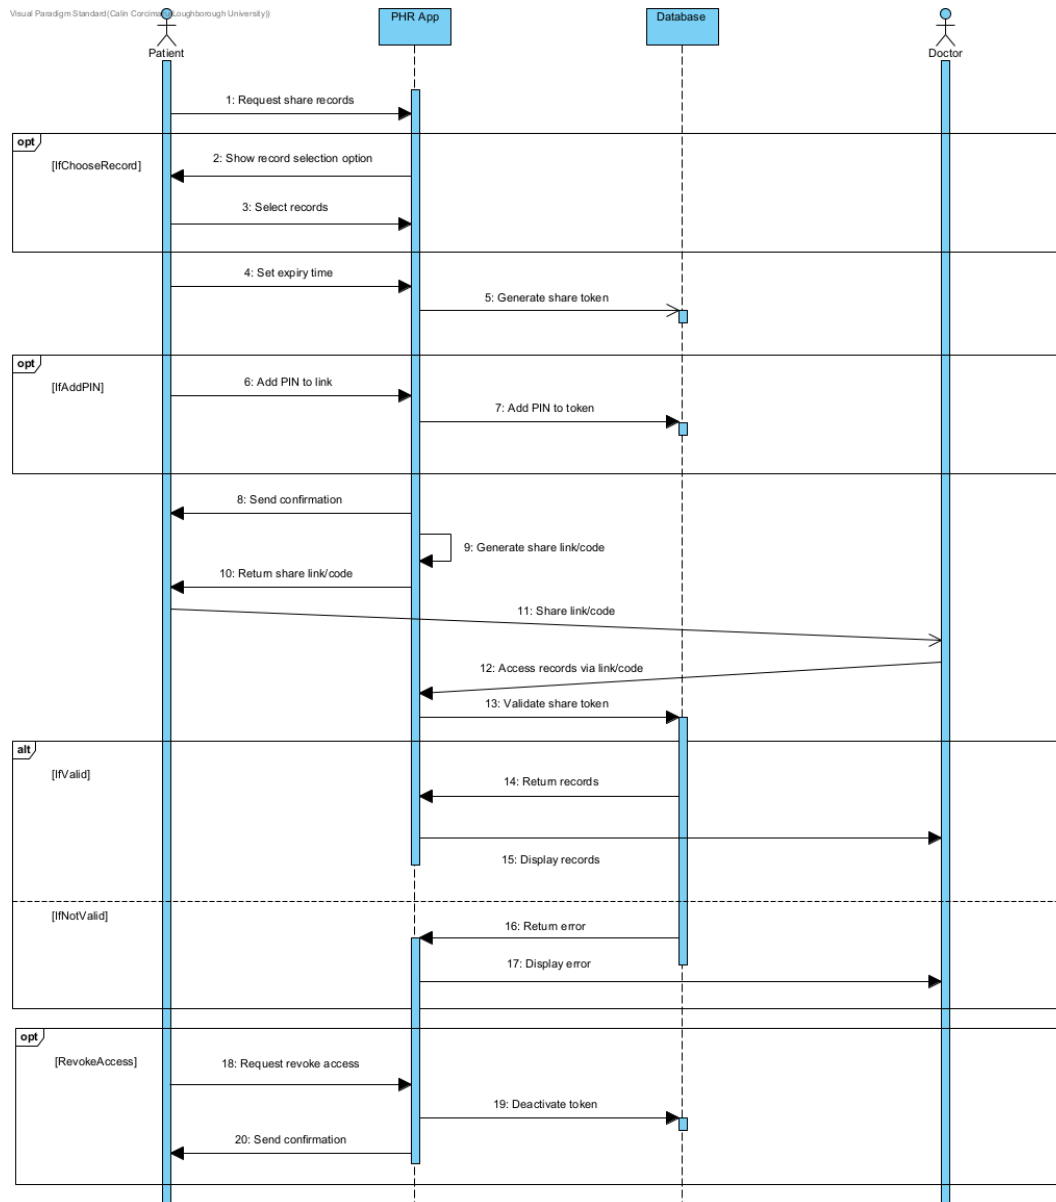 Visual Paradigm Standard(Calin Corcimaru(Loughborough University))
PHR App
Database
Patient
Doctor
1: Request share records
opt
[IfChooseRecord]
2: Show record selection option
3: Select records
4: Set expiry time
5: Generate share token
opt
[IfAddPIN]
6: Add PIN to link
7: Add PIN to token
8: Send confirmation
9: Generate share link/code
10: Return share link/code
11: Share link/code
12: Access records via link/code
13: Validate share token
alt
[IfValid]
14: Return records
15: Display records
[IfNotValid]
16: Return error
17: Display error
opt
[RevokeAccess]
18: Request revoke access
19: Deactivate token
20: Send confirmation